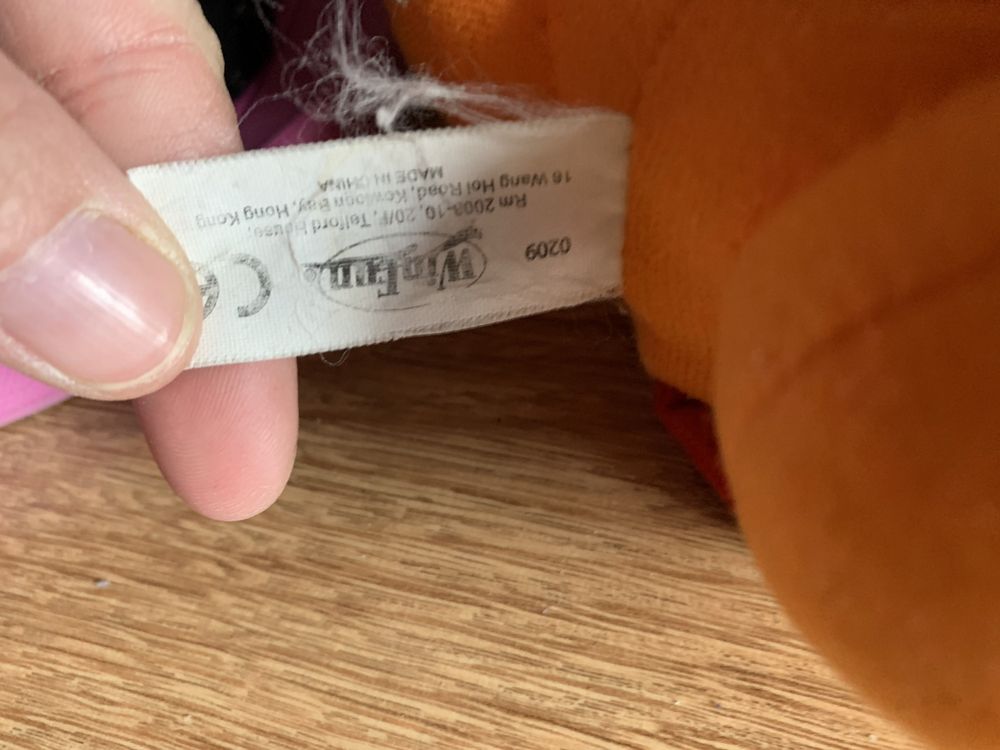 0209
WinFun® CE
Rm 2008-10, 20/F, Telford House,
16 Wang Hoi Road, Kowloon Bay, Hong Kong
MADE IN CHINA